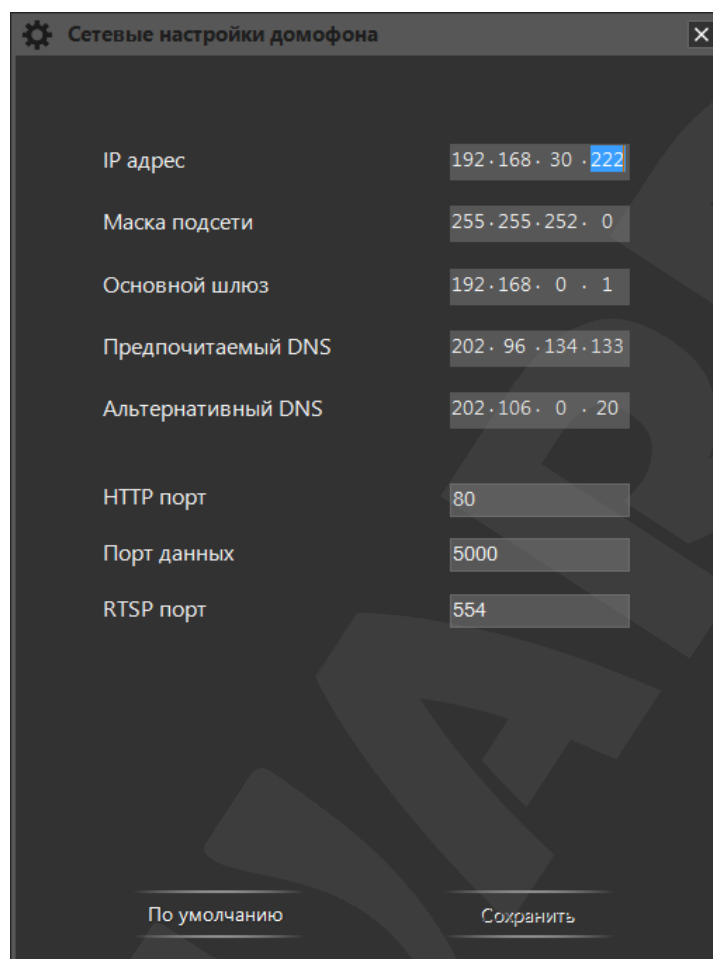 Сетевые настройки домофона
IP адрес 192.168.30.222
Маска подсети 255.255.252.0
Основной шлюз 192.168.0.1
Предпочитаемый DNS 202.96.134.133
Альтернативный DNS 202.106.0.20
HTTP порт 80
Порт данных 5000
RTSP порт 554
По умолчанию Сохранить